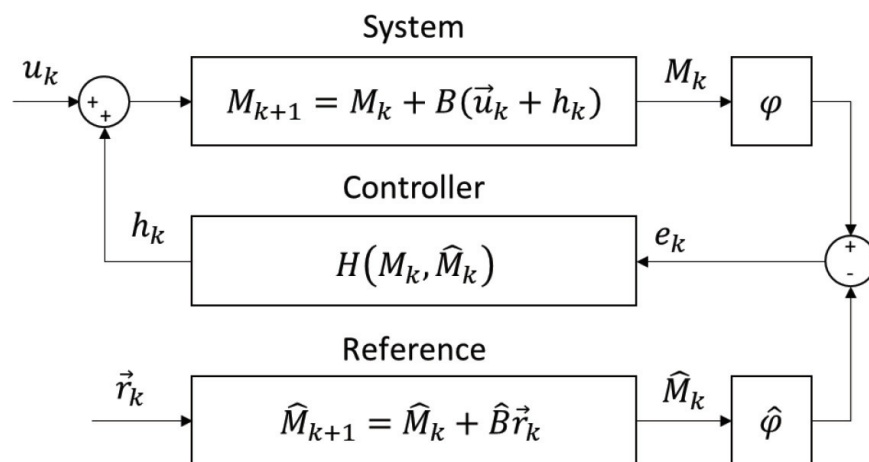 System
u_k
+
+
M_{k+1} = M_k + B(\vec{u}_k + h_k)
M_k
φ
Controller
h_k
H(M_k, \hat{M}_k)
e_k
+
-
Reference
\vec{r}_k
\hat{M}_{k+1} = \hat{M}_k + \hat{B}\vec{r}_k
\hat{M}_k
\hat{φ}